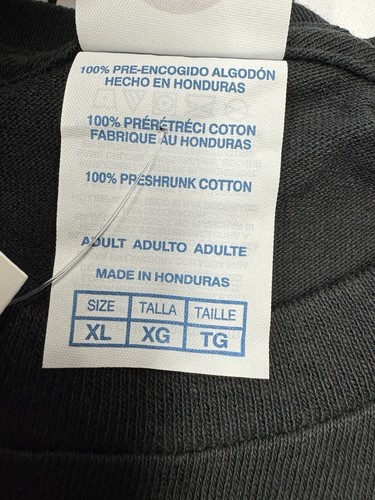 100% PRE-ENCOGIDO ALGODÓN
HECHO EN HONDURAS
100% PRÉRÉTRÉCI COTON
FABRIQUE AU HONDURAS
100% PRESHRUNK COTTON
ADULT ADULTO ADULTE
MADE IN HONDURAS
SIZE TALLA TAILLE
XL XG TG